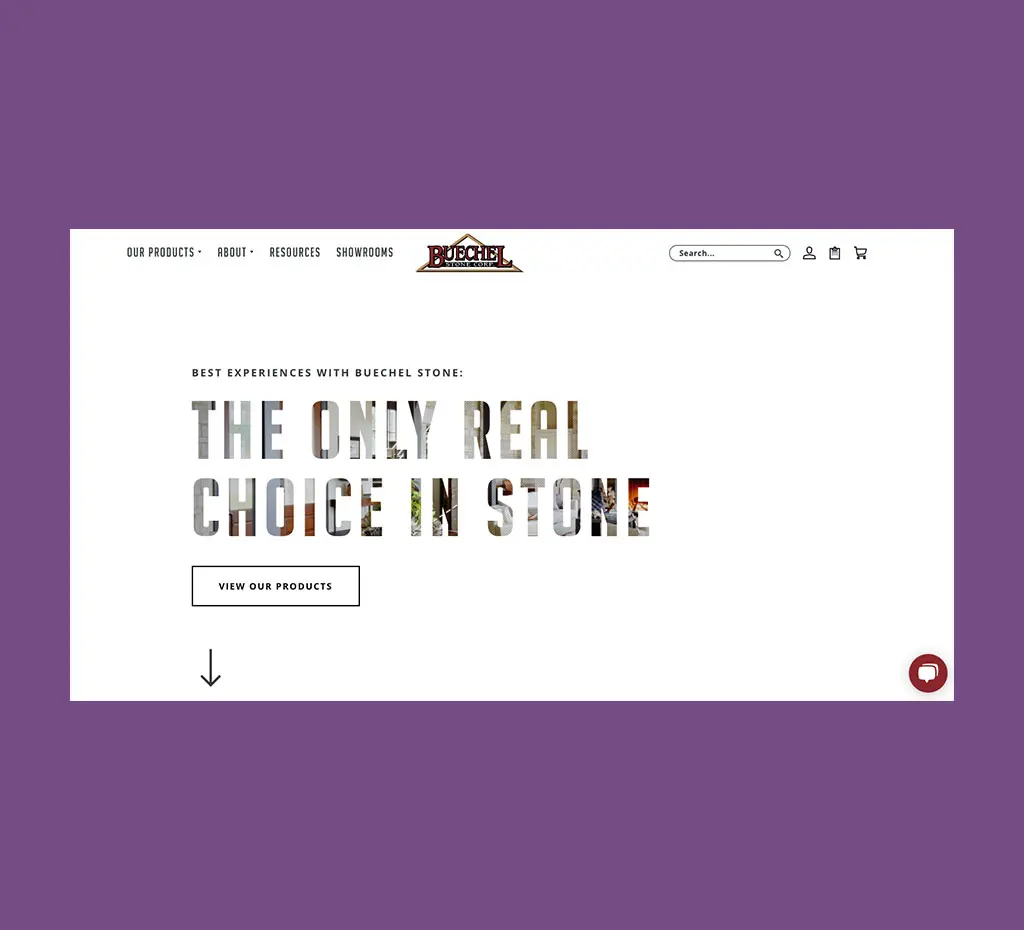 OUR PRODUCTS ABOUT RESOURCES SHOWROOMS
BUECHEL
STONE CORP.
Search...
BEST EXPERIENCES WITH BUECHEL STONE:
THE ONLY REAL
CHOICE IN STONE
VIEW OUR PRODUCTS